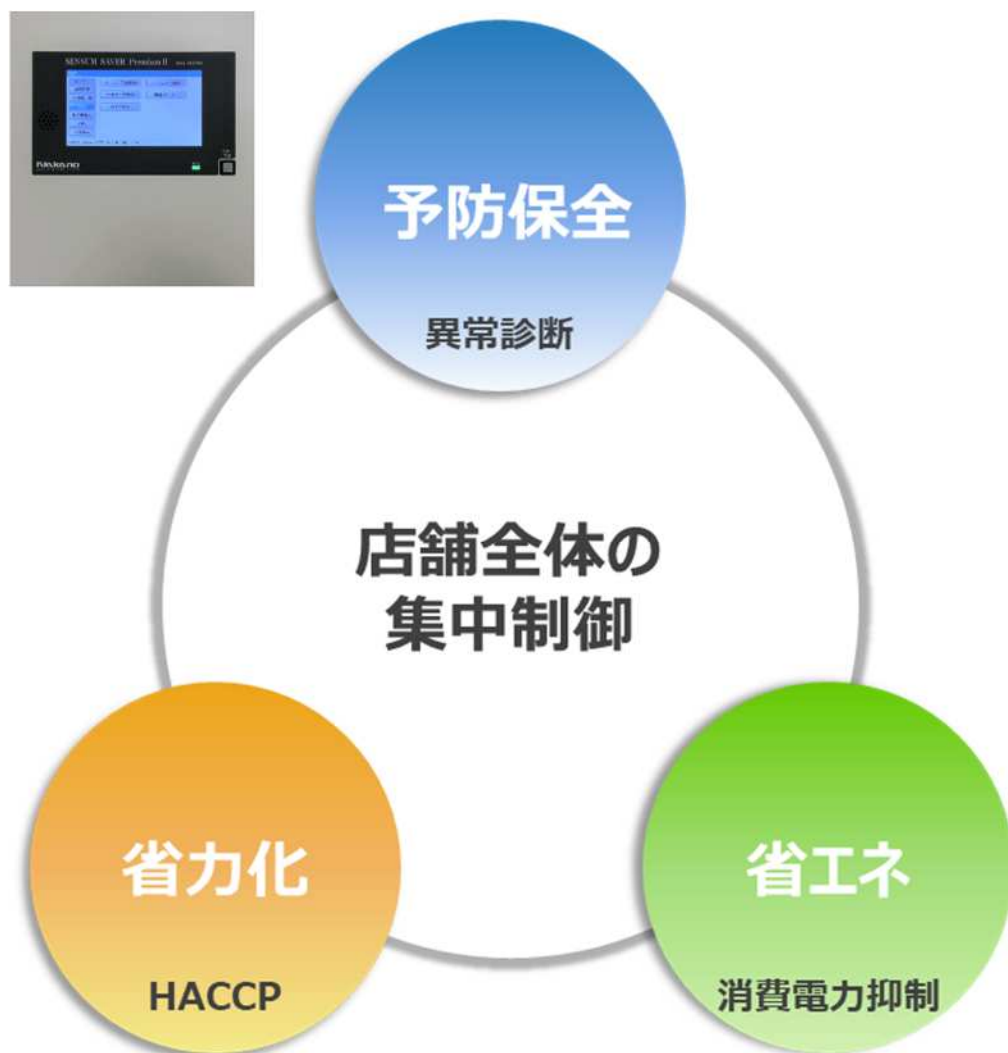 SENSUM SAVER Premium II
予防保全
異常診断
店舗全体の
集中制御
省力化
HACCP
省エネ
消費電力抑制